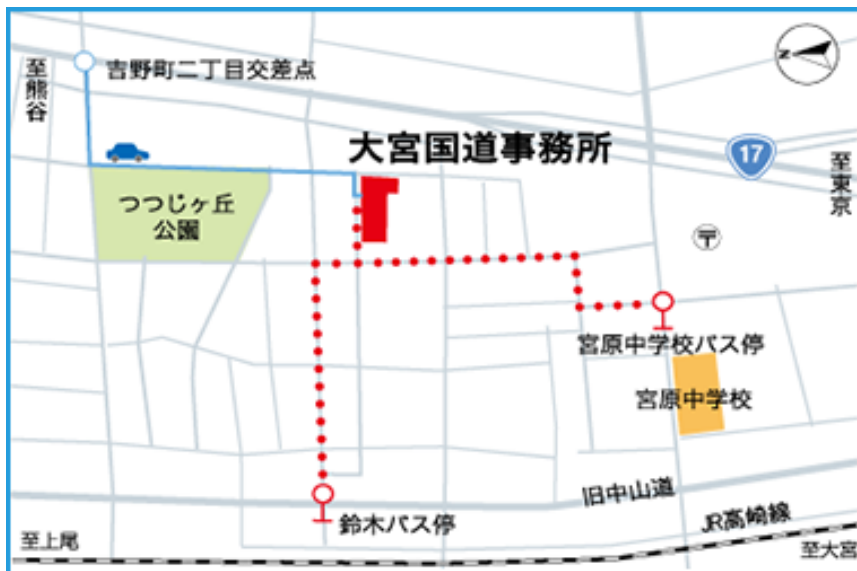 N
至熊谷
吉野町二丁目交差点
大宮国道事務所
17
至東京
つつじヶ丘
公園
〒
宮原中学校バス停
宮原中学校
旧中山道
鈴木バス停
JR高崎線
至上尾
至大宮